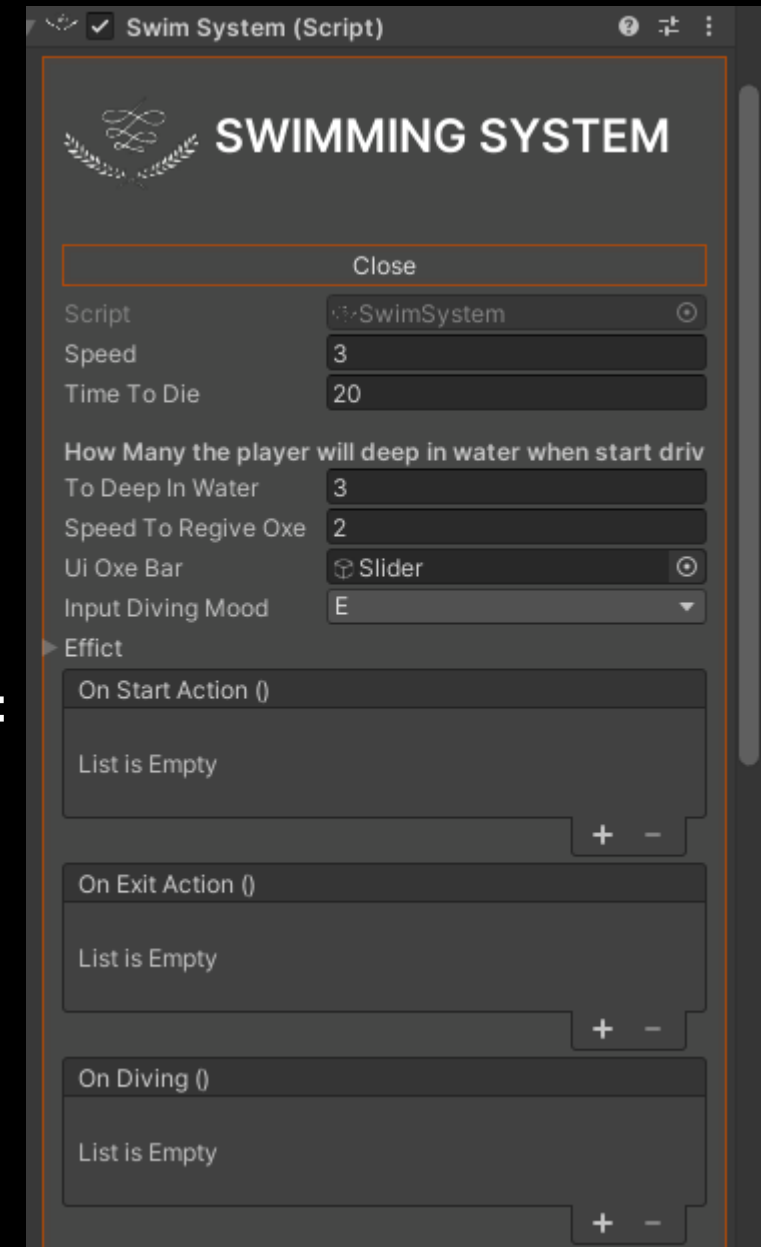 Swim System (Script)
SWIMMING SYSTEM
Close
Script SwimSystem
Speed 3
Time To Die 20
How Many the player will deep in water when start driv
To Deep In Water 3
Speed To Regive Oxe 2
Ui Oxe Bar Slider
Input Diving Mood E
Effict
:
On Start Action ()
List is Empty
+ −
On Exit Action ()
List is Empty
+ −
On Diving ()
List is Empty
+ −